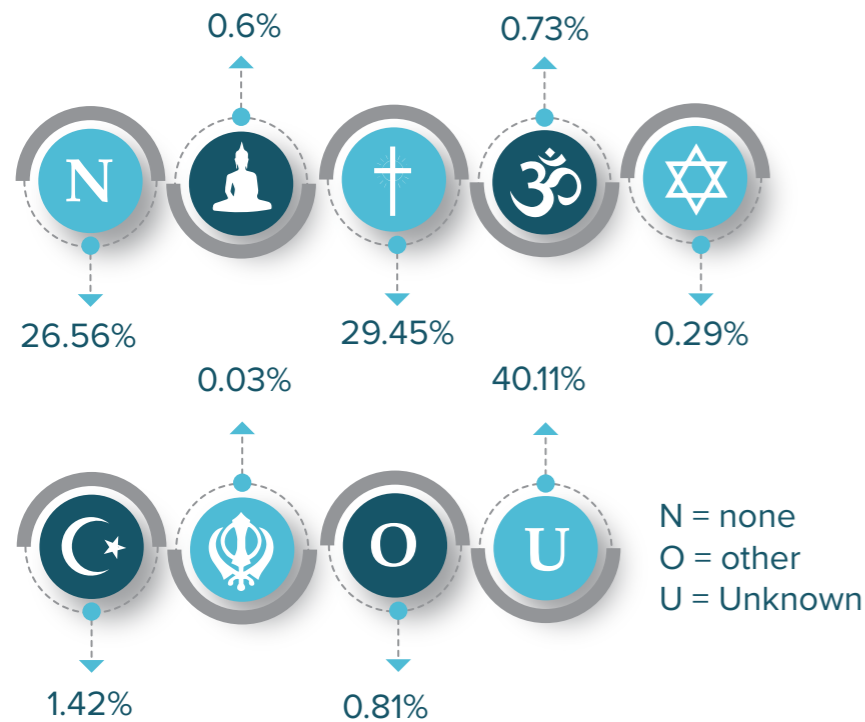 0.6% 0.73%
N
ॐ
26.56% 29.45% 0.29%
0.03% 40.11%
O U
N = none
O = other
U = Unknown
1.42% 0.81%